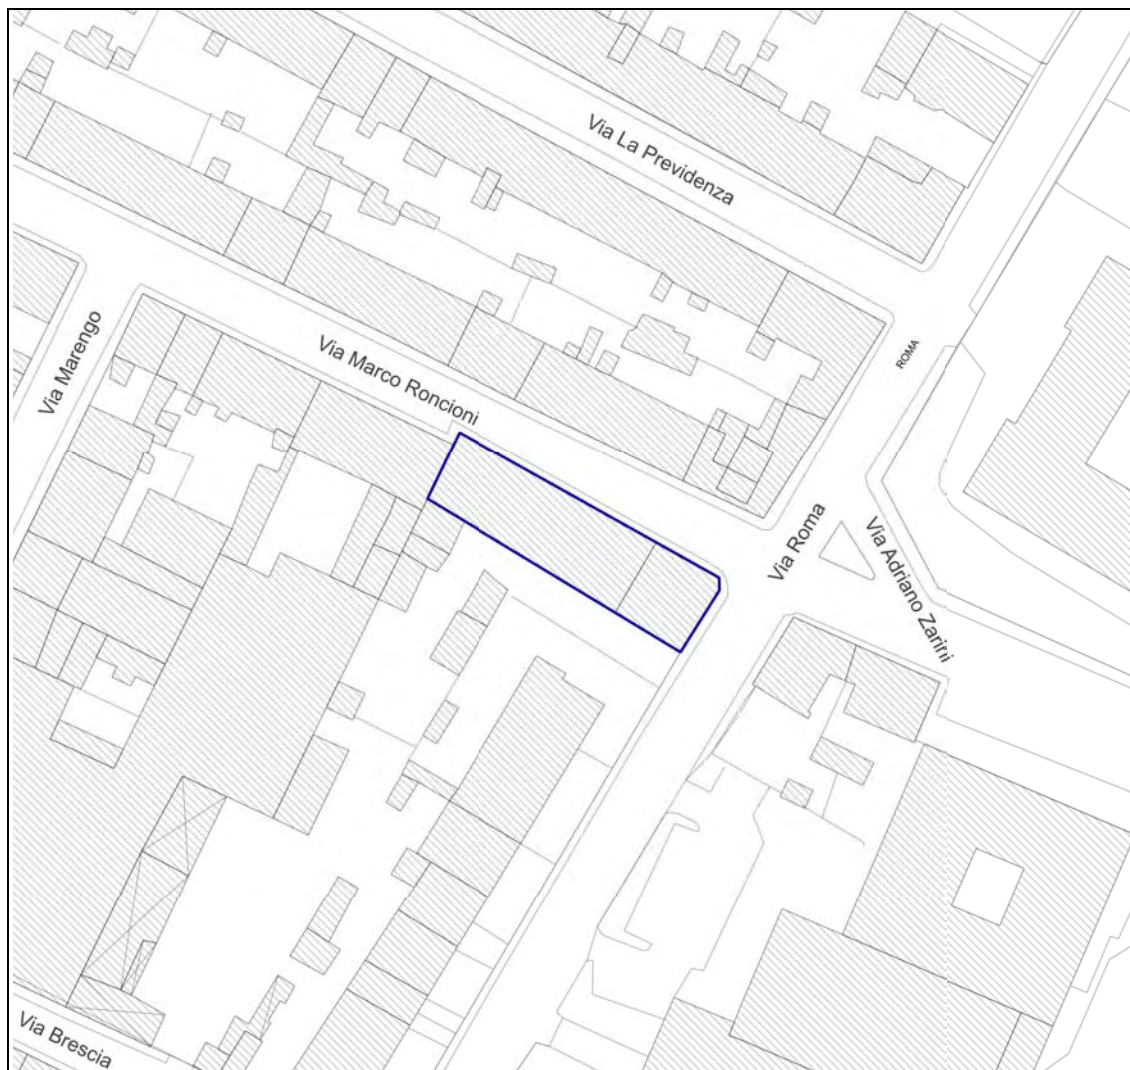 Via La Previdenza
ROMA
Via Marengo
Via Marco Roncioni
Via Roma
Via Adriano Zarini
Via Brescia